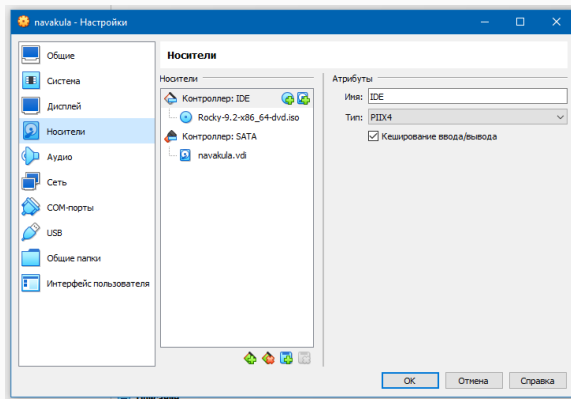 navakula - Настройки
Общие
Система
Дисплей
Носители
Аудио
Сеть
COM-порты
USB
Общие папки
Интерфейс пользователя
Носители
Носители
Контроллер: IDE
Rocky-9.2-x86_64-dvd.iso
Контроллер: SATA
navakula.vdi
Атрибуты
Имя: IDE
Тип: PIIX4
Кеширование ввода/вывода
OK Отмена Справка